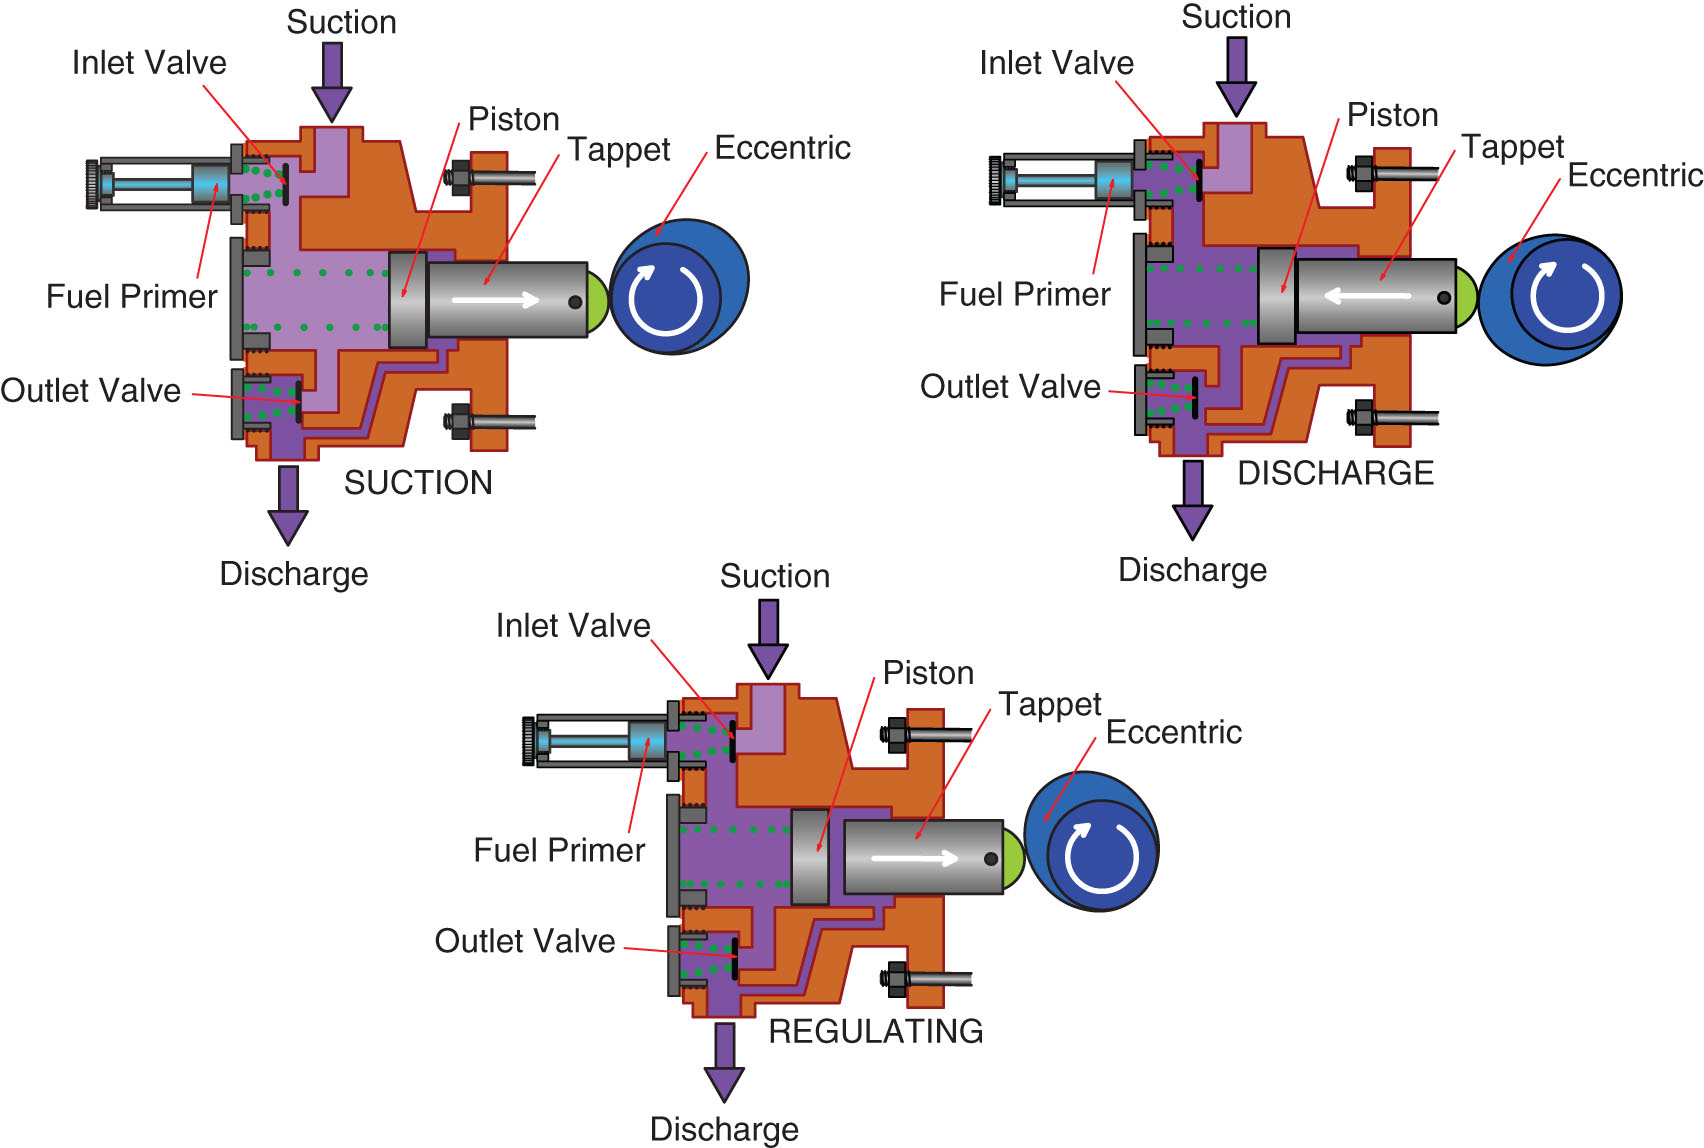 Suction
Inlet Valve
Piston
Tappet
Eccentric
Fuel Primer
Outlet Valve
SUCTION
Discharge
Suction
Inlet Valve
Piston
Tappet
Eccentric
Fuel Primer
Outlet Valve
DISCHARGE
Discharge
Suction
Inlet Valve
Piston
Tappet
Eccentric
Fuel Primer
Outlet Valve
REGULATING
Discharge